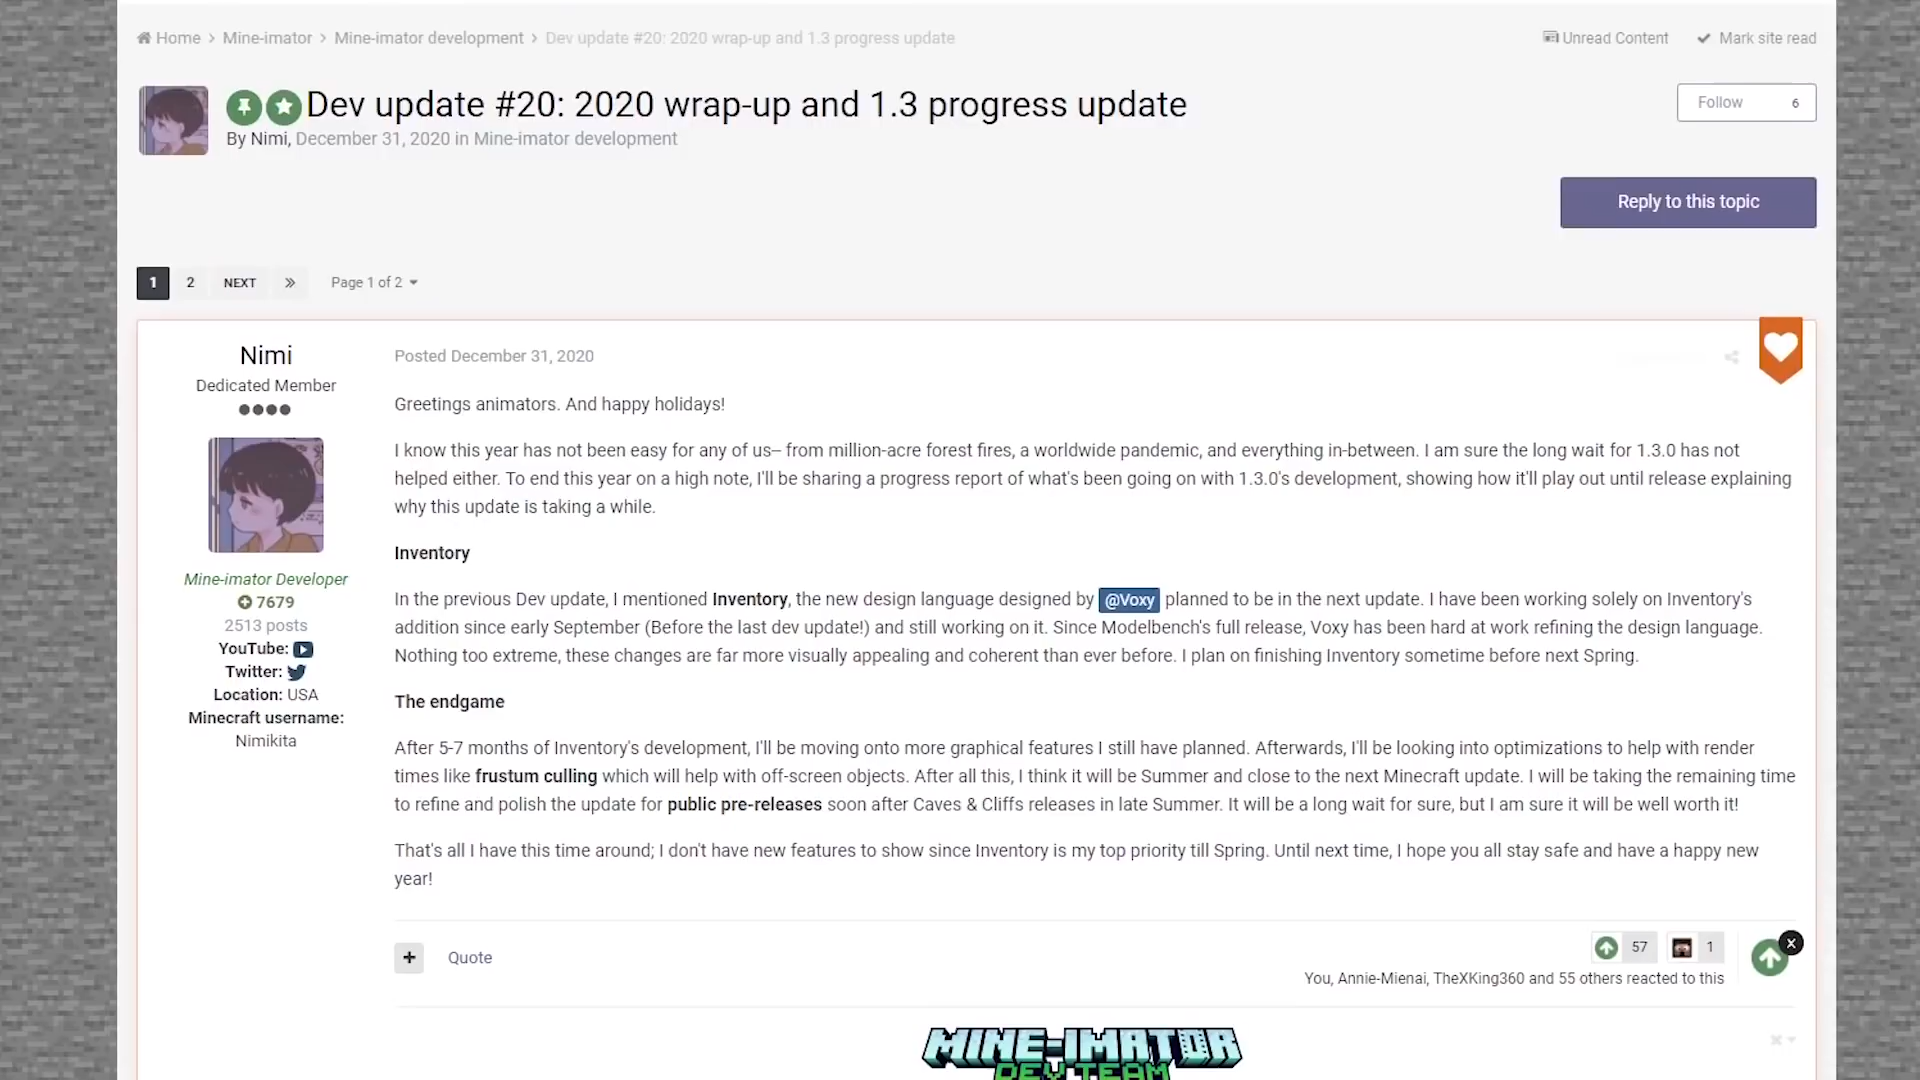 Home > Mine-imator > Mine-imator development > Dev update #20: 2020 wrap-up and 1.3 progress update
Unread Content
Mark site read
Dev update #20: 2020 wrap-up and 1.3 progress update
By Nimi, December 31, 2020 in Mine-imator development
Follow 6
Reply to this topic
1 2 NEXT » Page 1 of 2
Nimi
Dedicated Member
Mine-imator Developer
7679
2513 posts
YouTube:
Twitter:
Location: USA
Minecraft username:
Nimikita
Posted December 31, 2020
Greetings animators. And happy holidays!
I know this year has not been easy for any of us-- from million-acre forest fires, a worldwide pandemic, and everything in-between. I am sure the long wait for 1.3.0 has not
helped either. To end this year on a high note, I'll be sharing a progress report of what's been going on with 1.3.0's development, showing how it'll play out until release explaining
why this update is taking a while.
Inventory
In the previous Dev update, I mentioned Inventory, the new design language designed by @Voxy planned to be in the next update. I have been working solely on Inventory's
addition since early September (Before the last dev update!) and still working on it. Since Modelbench's full release, Voxy has been hard at work refining the design language.
Nothing too extreme, these changes are far more visually appealing and coherent than ever before. I plan on finishing Inventory sometime before next Spring.
The endgame
After 5-7 months of Inventory's development, I'll be moving onto more graphical features I still have planned. Afterwards, I'll be looking into optimizations to help with render
times like frustum culling which will help with off-screen objects. After all this, I think it will be Summer and close to the next Minecraft update. I will be taking the remaining time
to refine and polish the update for public pre-releases soon after Caves & Cliffs releases in late Summer. It will be a long wait for sure, but I am sure it will be well worth it!
That's all I have this time around; I don't have new features to show since Inventory is my top priority till Spring. Until next time, I hope you all stay safe and have a happy new
year!
+ Quote
57 1
You, Annie-Mienai, TheXKing360 and 55 others reacted to this
MINE-IMATOR
DEV TEAM